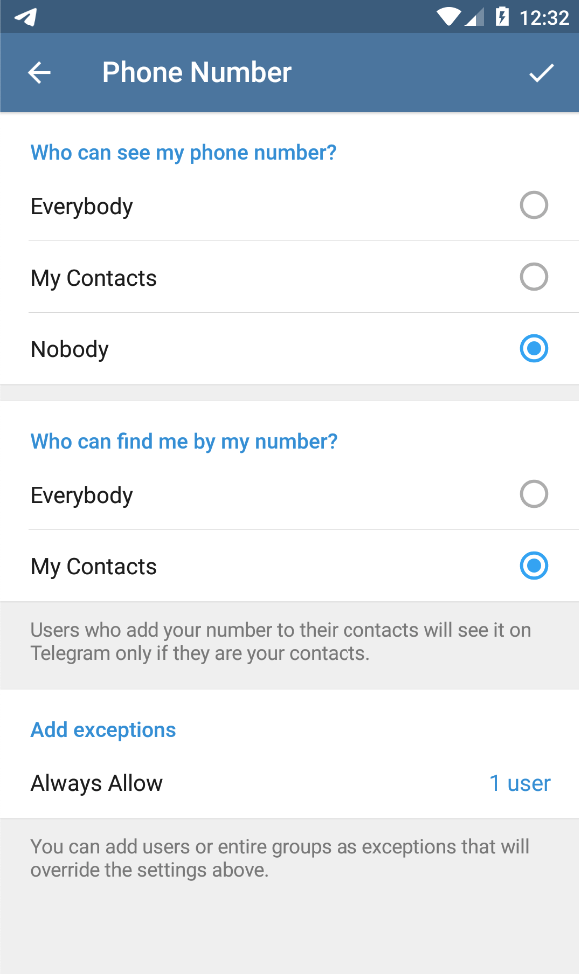 12:32
Phone Number
Who can see my phone number?
Everybody
My Contacts
Nobody
Who can find me by my number?
Everybody
My Contacts
Users who add your number to their contacts will see it on
Telegram only if they are your contacts.
Add exceptions
Always Allow 1 user
You can add users or entire groups as exceptions that will
override the settings above.